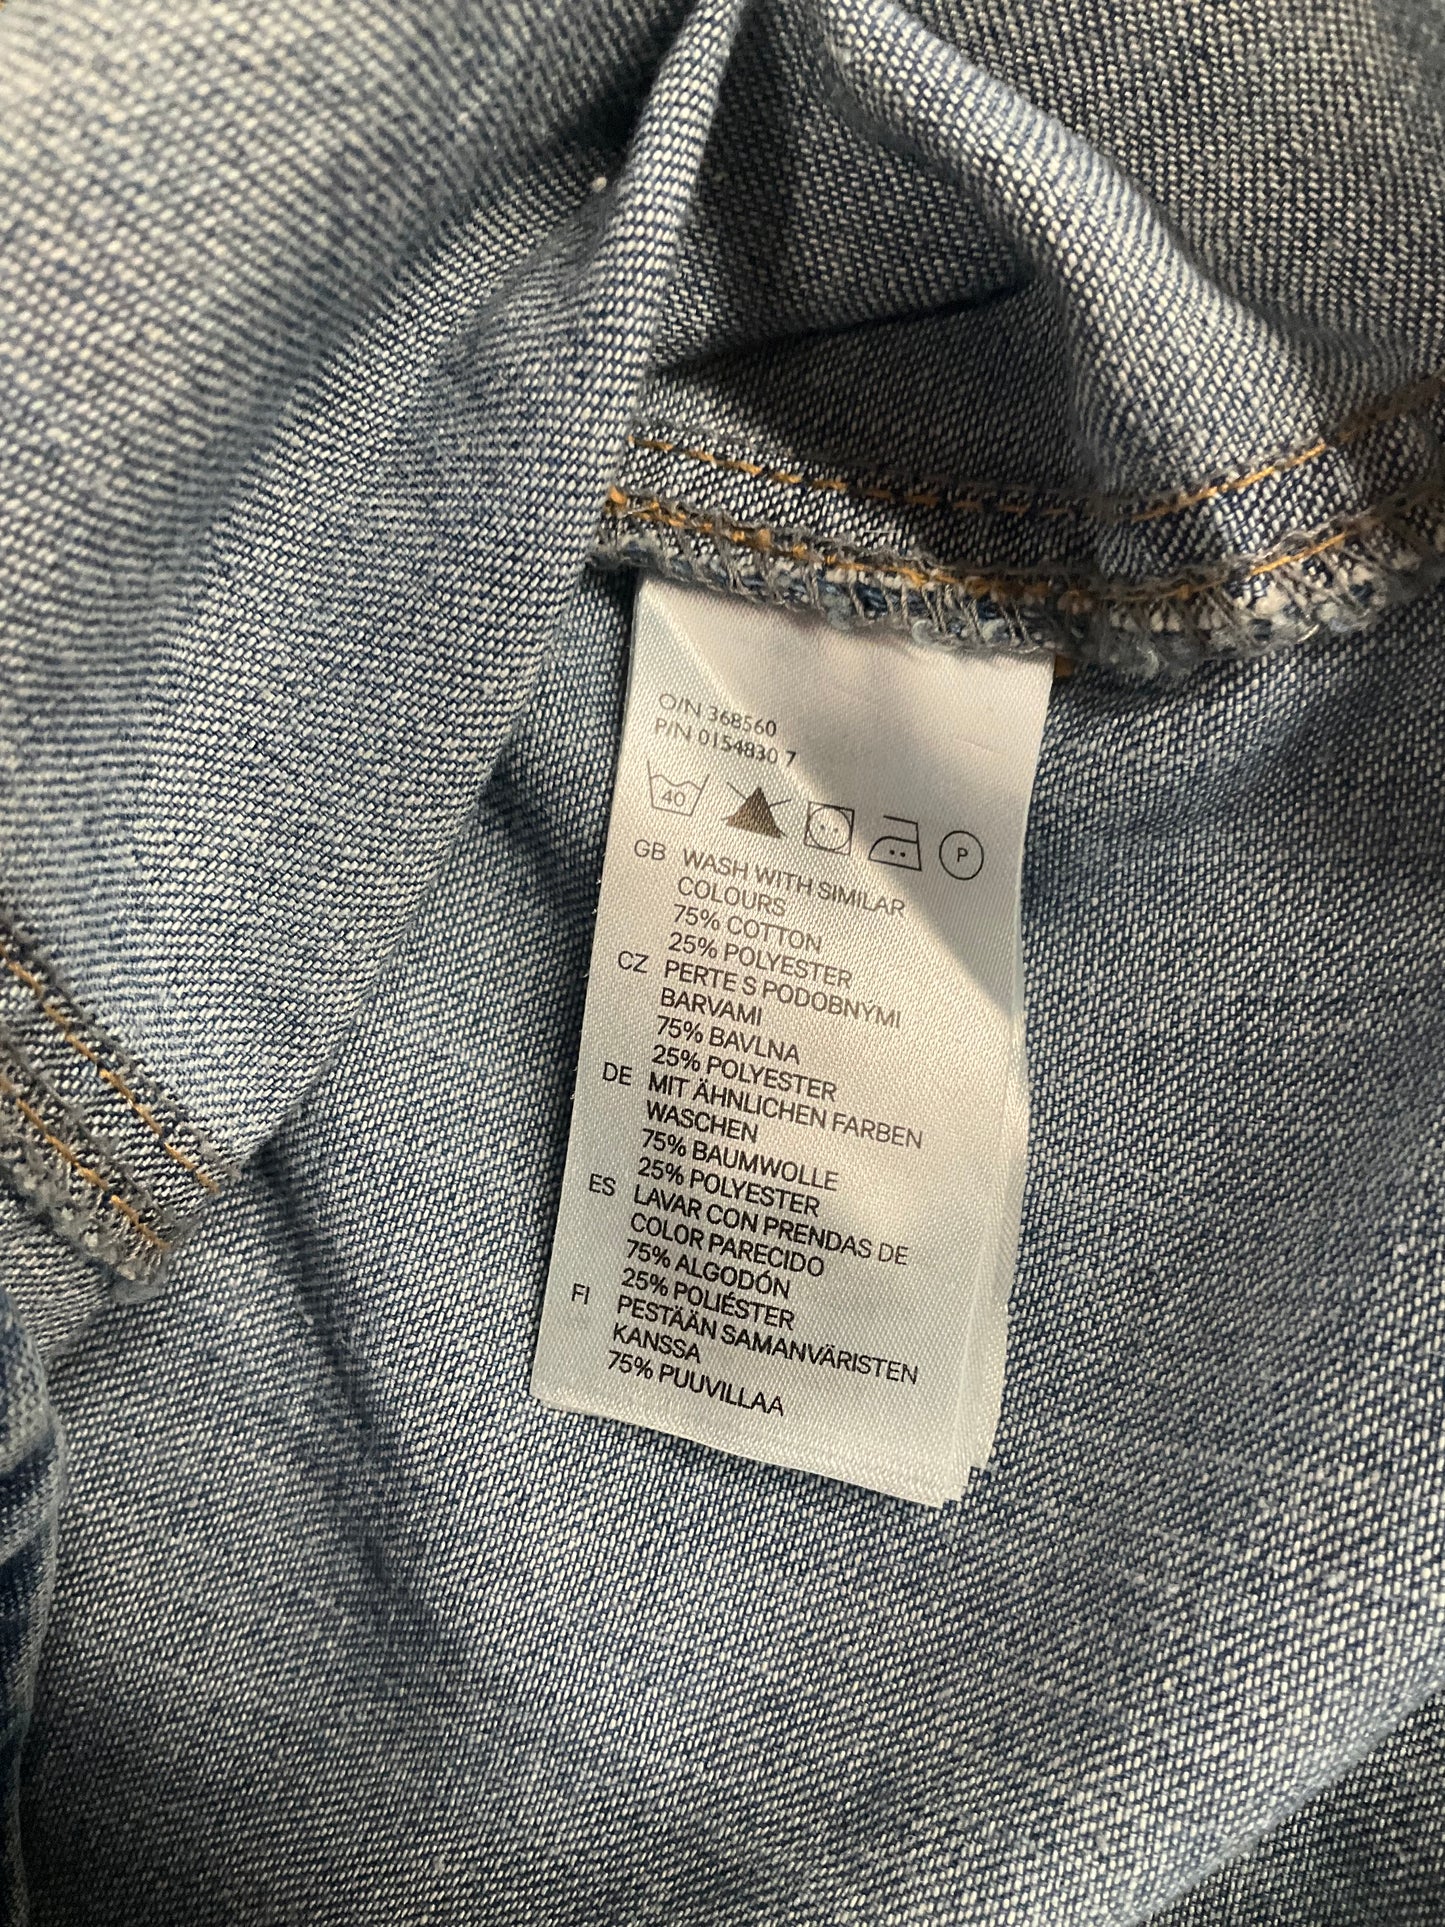 O/N 368560
P/N 0154830 7
40
P
GB WASH WITH SIMILAR
COLOURS
75% COTTON
25% POLYESTER
CZ PERTE S PODOBNÝMI
BARVAMI
75% BAVLNA
25% POLYESTER
DE MIT ÄHNLICHEN FARBEN
WASCHEN
75% BAUMWOLLE
25% POLYESTER
ES LAVAR CON PRENDAS DE
COLOR PARECIDO
75% ALGODÓN
25% POLIÉSTER
FI PESTÄÄN SAMANVÄRISTEN
KANSSA
75% PUUVILLAA